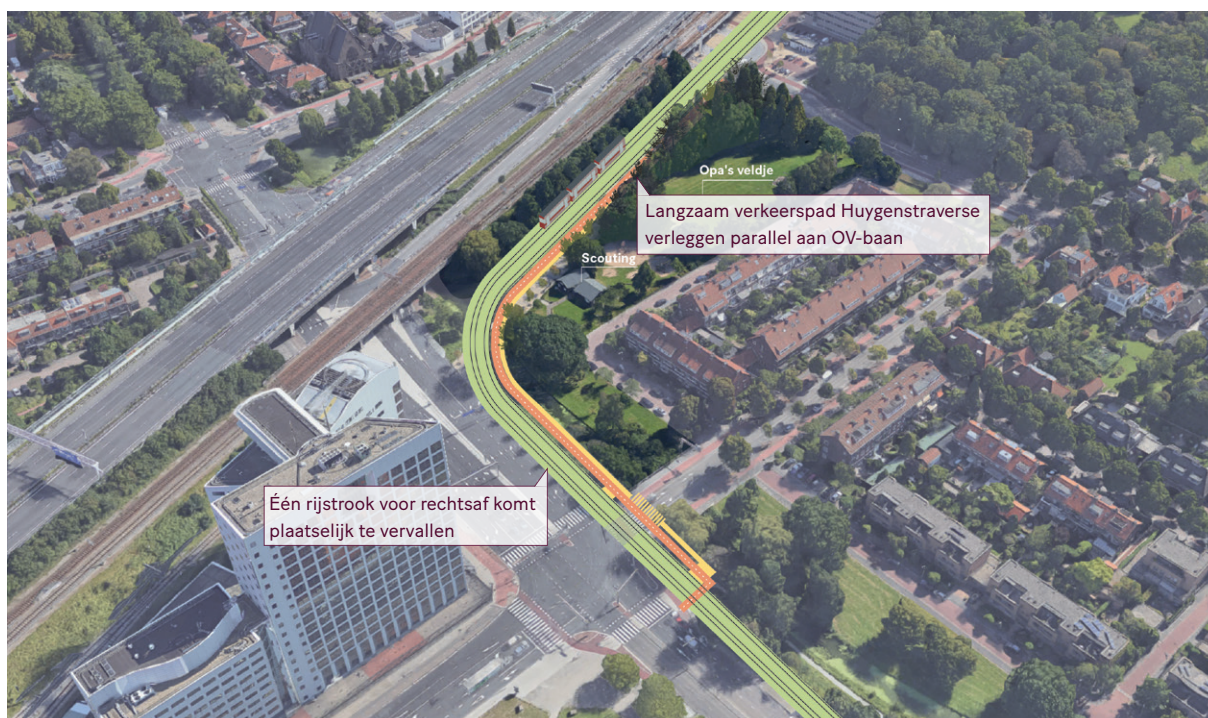 Opa's veldje
Langzaam verkeerspad Huygenstraverse
verleggen parallel aan OV-baan
Scouting
Één rijstrook voor rechtsaf komt
plaatselijk te vervallen